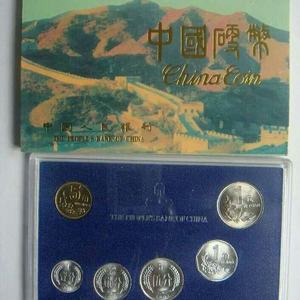 中國硬幣
China Coin
中国人民银行
THE PEOPLE'S BANK OF CHINA
THE PEOPLE'S BANK OF CHINA